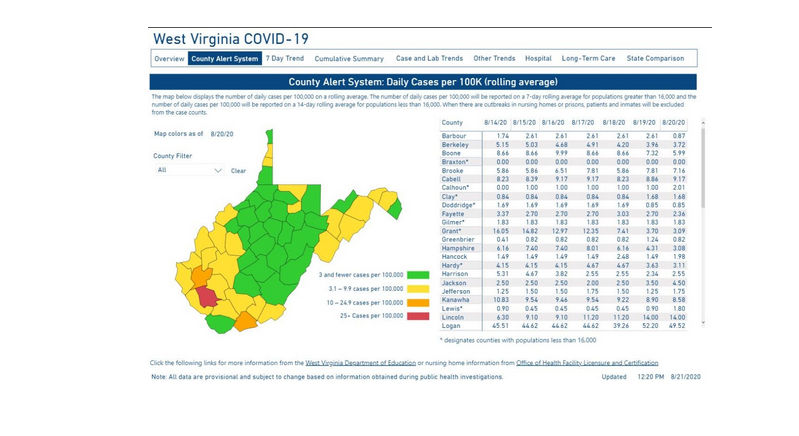 West Virginia COVID-19
Overview County Alert System 7 Day Trend Cumulative Summary Case and Lab Trends Other Trends Hospital Long-Term Care State Comparison
County Alert System: Daily Cases per 100K (rolling average)
The map below displays the number of daily cases per 100,000 on a rolling average. The number of daily cases per 100,000 will be reported on a 7-day rolling average for populations greater than 16,000 and the
number of daily cases per 100,000 will be reported on a 14-day rolling average for populations less than 16,000. When there are outbreaks in nursing homes or prisons, patients and inmates will be excluded
from the case counts.
Map colors as of 8/20/20
County Filter
All Clear
3 and fewer cases per 100,000
3.1 – 9.9 cases per 100,000
10 – 24.9 cases per 100,000
25+ Cases per 100,000
County 8/14/20 8/15/20 8/16/20 8/17/20 8/18/20 8/19/20 8/20/20
Barbour 1.74 2.61 2.61 2.61 2.61 2.61 0.87
Berkeley 5.15 5.03 4.68 4.91 4.20 3.96 3.72
Boone 8.66 8.66 9.99 8.66 8.66 7.32 5.99
Braxton* 0.00 0.00 0.00 0.00 0.00 0.00 0.00
Brooke 5.86 5.86 6.51 7.81 5.86 7.81 7.16
Cabell 8.23 8.39 9.17 9.17 8.23 8.86 9.17
Calhoun* 0.00 1.00 1.00 1.00 1.00 1.00 2.01
Clay* 0.84 0.84 0.84 0.84 0.84 1.68 1.68
Doddridge* 1.69 1.69 1.69 1.69 1.69 0.85 0.85
Fayette 3.37 2.70 2.70 2.70 3.03 2.70 2.36
Gilmer* 1.83 1.83 1.83 1.83 1.83 1.83 1.83
Grant* 16.05 14.82 12.97 12.35 7.41 3.70 3.09
Greenbrier 0.41 0.82 0.82 0.82 0.82 1.24 0.82
Hampshire 6.16 7.40 7.40 8.01 6.16 4.31 3.08
Hancock 1.49 1.49 1.49 1.49 2.48 1.49 1.98
Hardy* 4.15 4.15 4.15 4.67 4.67 3.63 3.11
Harrison 5.31 4.67 3.82 2.55 2.55 2.34 2.55
Jackson 2.50 2.50 2.50 2.00 2.50 3.50 4.50
Jefferson 1.25 1.50 1.50 1.75 1.50 1.25 1.75
Kanawha 10.83 9.54 9.46 9.54 9.22 8.90 8.58
Lewis* 0.90 0.45 0.45 0.45 0.45 0.90 1.80
Lincoln 6.30 9.10 9.10 11.20 11.20 14.00 14.00
Logan 45.51 44.62 44.62 44.62 39.26 52.20 49.52
* designates counties with populations less than 16,000
Click the following links for more information from the West Virginia Department of Education or nursing home information from Office of Health Facility Licensure and Certification
Note: All data are provisional and subject to change based on information obtained during public health investigations. Updated 12:20 PM 8/21/2020